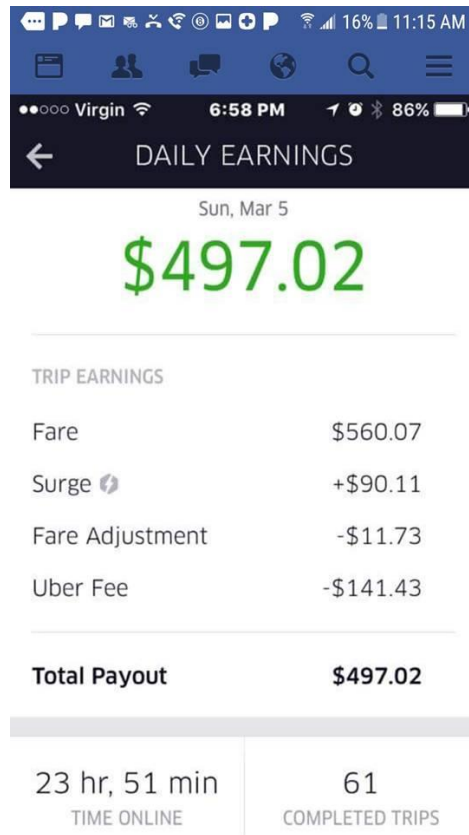 16% 11:15 AM
Virgin 6:58 PM 86%
DAILY EARNINGS
Sun, Mar 5
$497.02
TRIP EARNINGS
Fare $560.07
Surge +$90.11
Fare Adjustment -$11.73
Uber Fee -$141.43
Total Payout $497.02
23 hr, 51 min 61
TIME ONLINE COMPLETED TRIPS